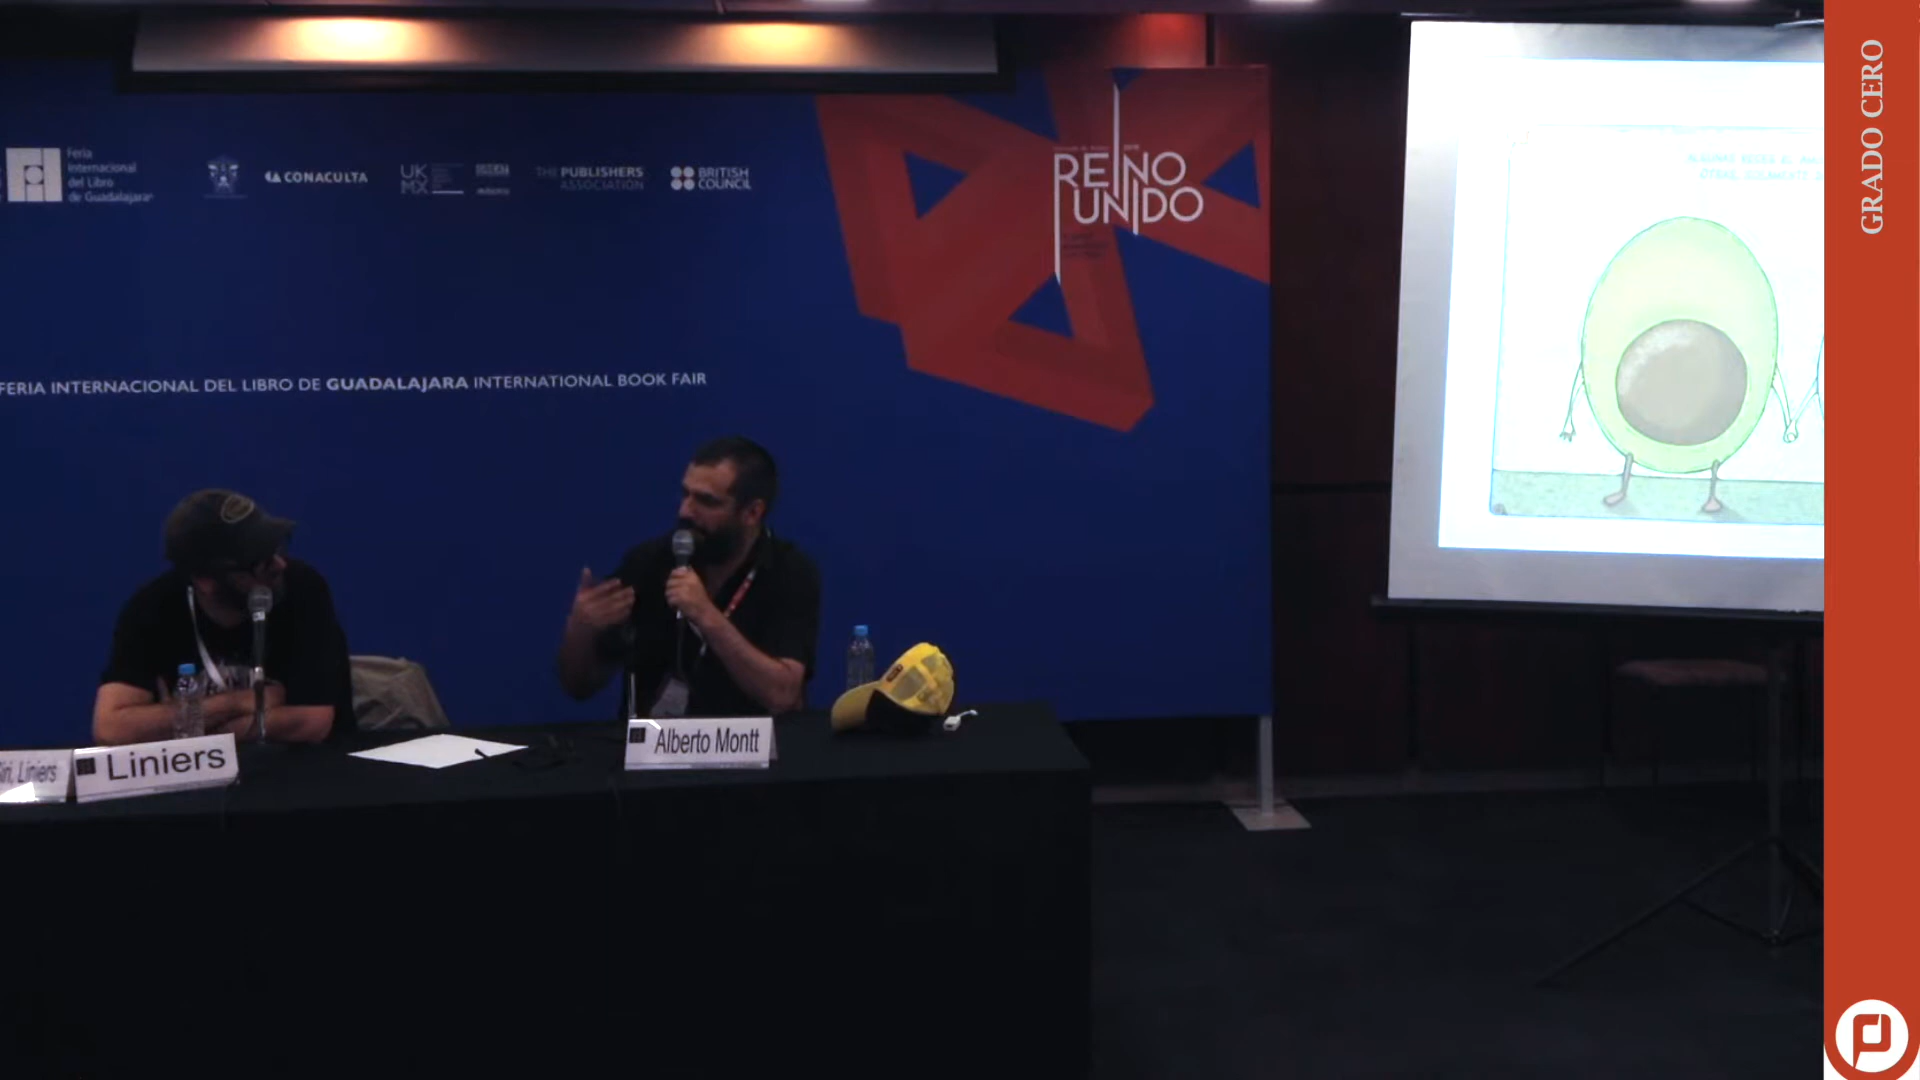 Feria
Internacional
del Libro
de Guadalajara
CONACULTA
UK
MX
THE PUBLISHERS
ASSOCIATION
BRITISH
COUNCIL
REINO
UNIDO
FERIA INTERNACIONAL DEL LIBRO DE GUADALAJARA INTERNATIONAL BOOK FAIR
Liniers
Liniers
Alberto Montt
GRADO CERO